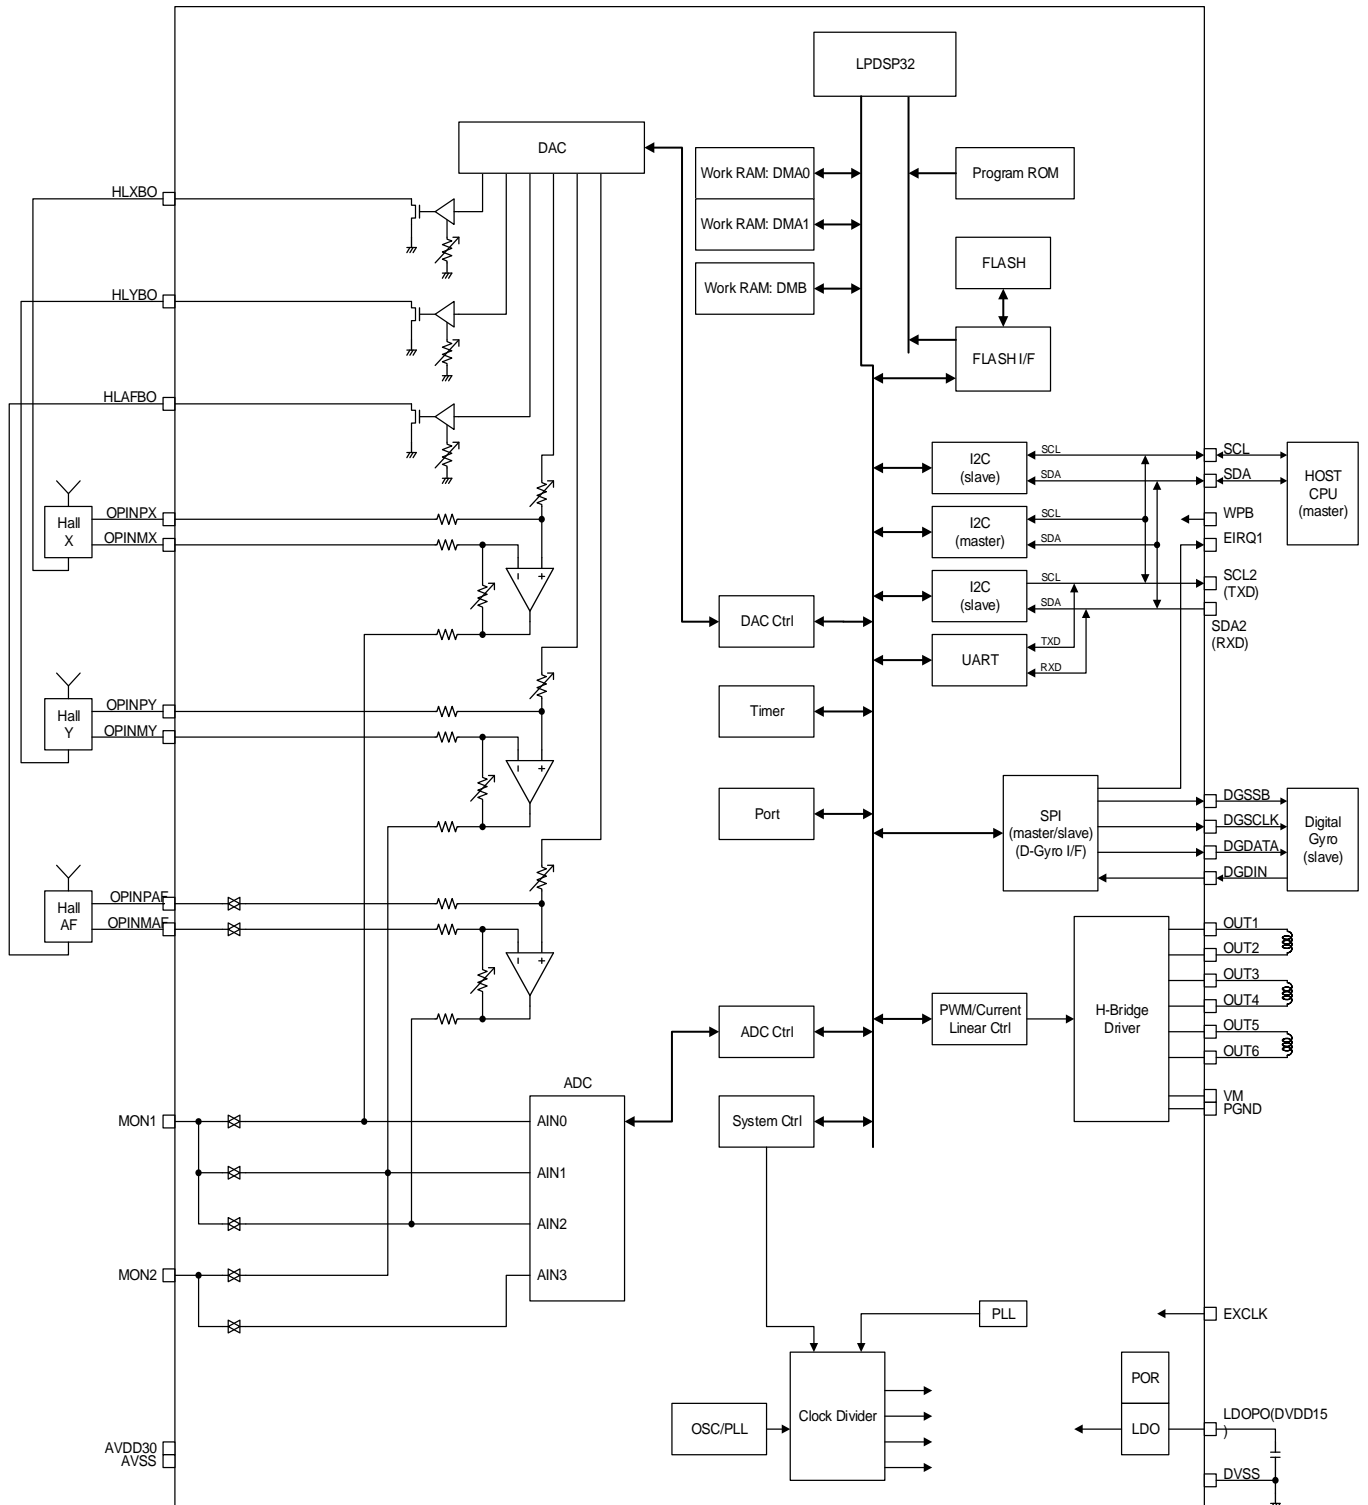 LPDSP32
DAC
Work RAM: DMA0
Program ROM
HLXBO
Work RAM: DMA1
FLASH
Work RAM: DMB
HLYBO
FLASH I/F
HLAFBO
I2C
(slave)
SCL
SDA
SCL
SDA
HOST
CPU
(master)
Hall
X
OPINPX
OPINMX
I2C
(master)
SCL
SDA
WPB
EIRQ1
- +
I2C
(slave)
SCL
SDA
SCL2
(TXD)
SDA2
(RXD)
DAC Ctrl
UART
TXD
RXD
Hall
Y
OPINPY
OPINMY
Timer
- +
Port
SPI
(master/slave)
(D-Gyro I/F)
DGSSB
DGSCLK
DGDATA
DGDIN
Digital
Gyro
(slave)
Hall
AF
OPINPAF
OPINMAF
- +
ADC Ctrl
PWM/Current
Linear Ctrl
H-Bridge
Driver
OUT1
OUT2
OUT3
OUT4
OUT5
OUT6
VM
PGND
ADC
MON1
AIN0
System Ctrl
AIN1
AIN2
MON2
AIN3
PLL
EXCLK
OSC/PLL
Clock Divider
POR
LDO
LDOPO(DVDD15
)
AVDD30
AVSS
DVSS